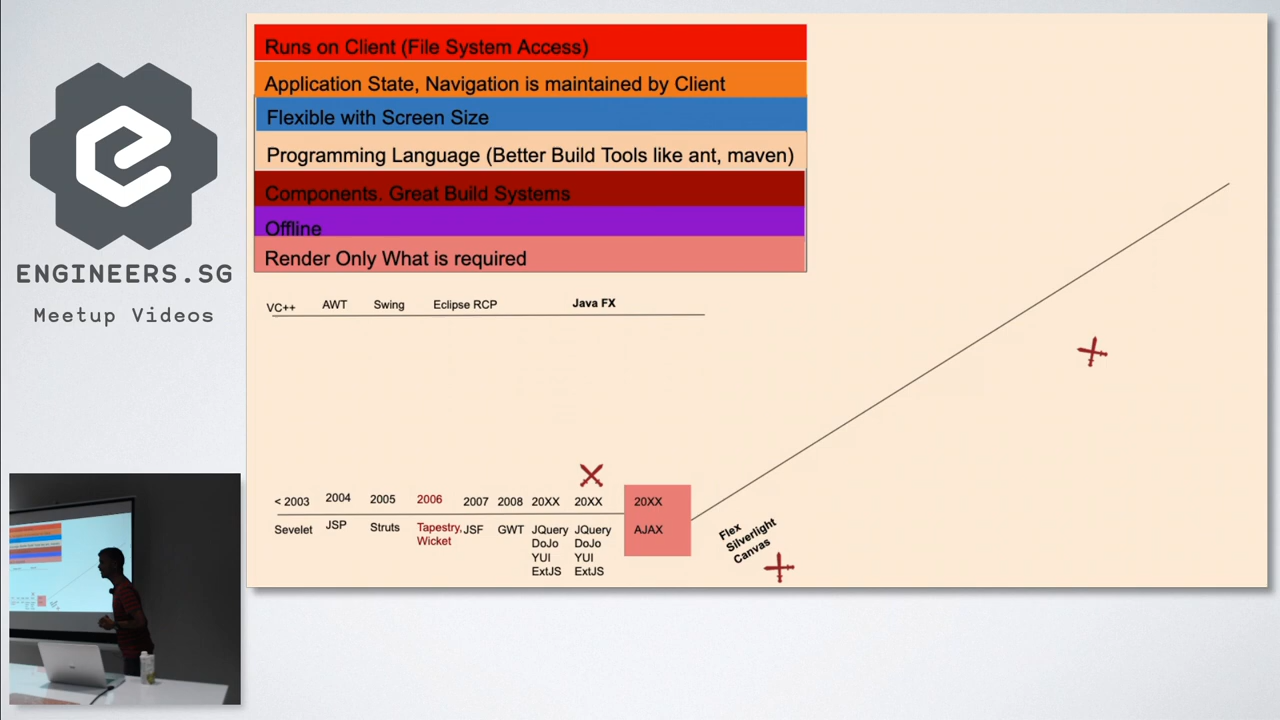 ENGINEERS.SG
Meetup Videos
Runs on Client (File System Access)
Application State, Navigation is maintained by Client
Flexible with Screen Size
Programming Language (Better Build Tools like ant, maven)
Components. Great Build Systems
Offline
Render Only What is required
VC++ AWT Swing Eclipse RCP Java FX
< 2003 2004 2005 2006 2007 2008 20XX 20XX 20XX
Sevelet JSP Struts Tapestry, JSF GWT JQuery JQuery AJAX
Wicket DoJo DoJo
YUI YUI
ExtJS ExtJS
Flex
Silverlight
Canvas